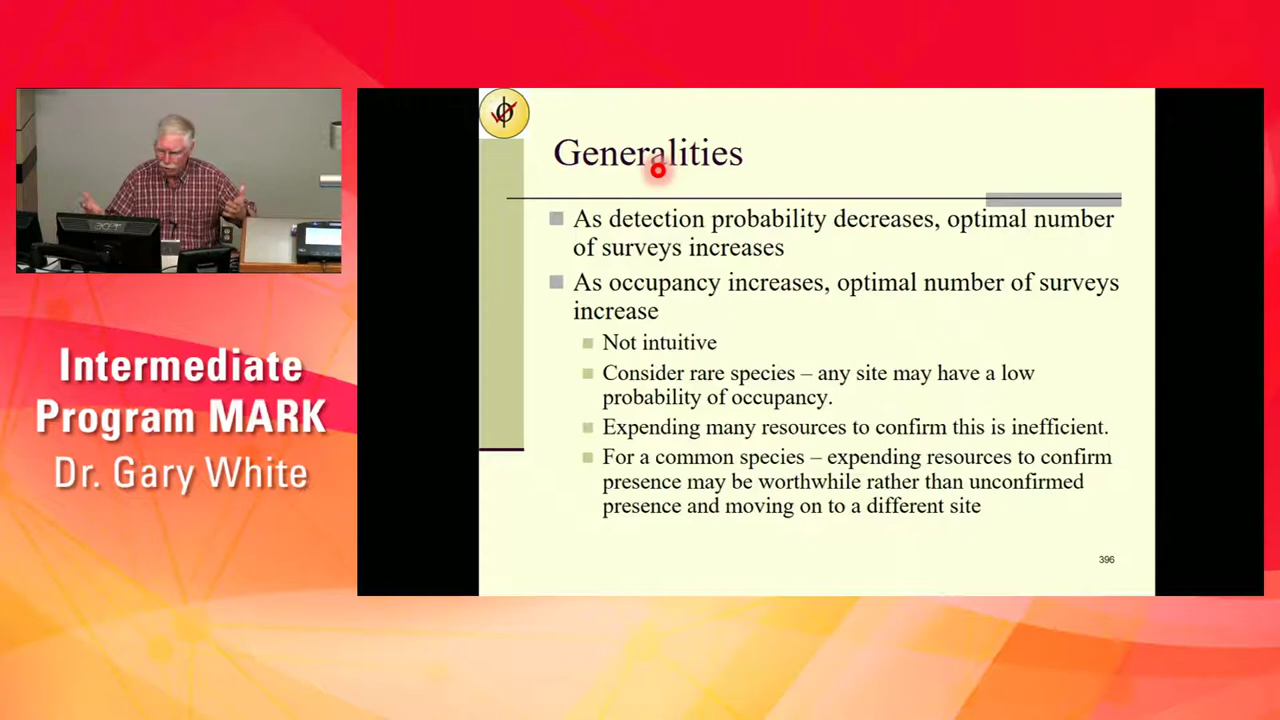 Generalities
As detection probability decreases, optimal number
of surveys increases
As occupancy increases, optimal number of surveys
increase
Not intuitive
Consider rare species – any site may have a low
probability of occupancy.
Expending many resources to confirm this is inefficient.
For a common species – expending resources to confirm
presence may be worthwhile rather than unconfirmed
presence and moving on to a different site
396
Intermediate
Program MARK
Dr. Gary White